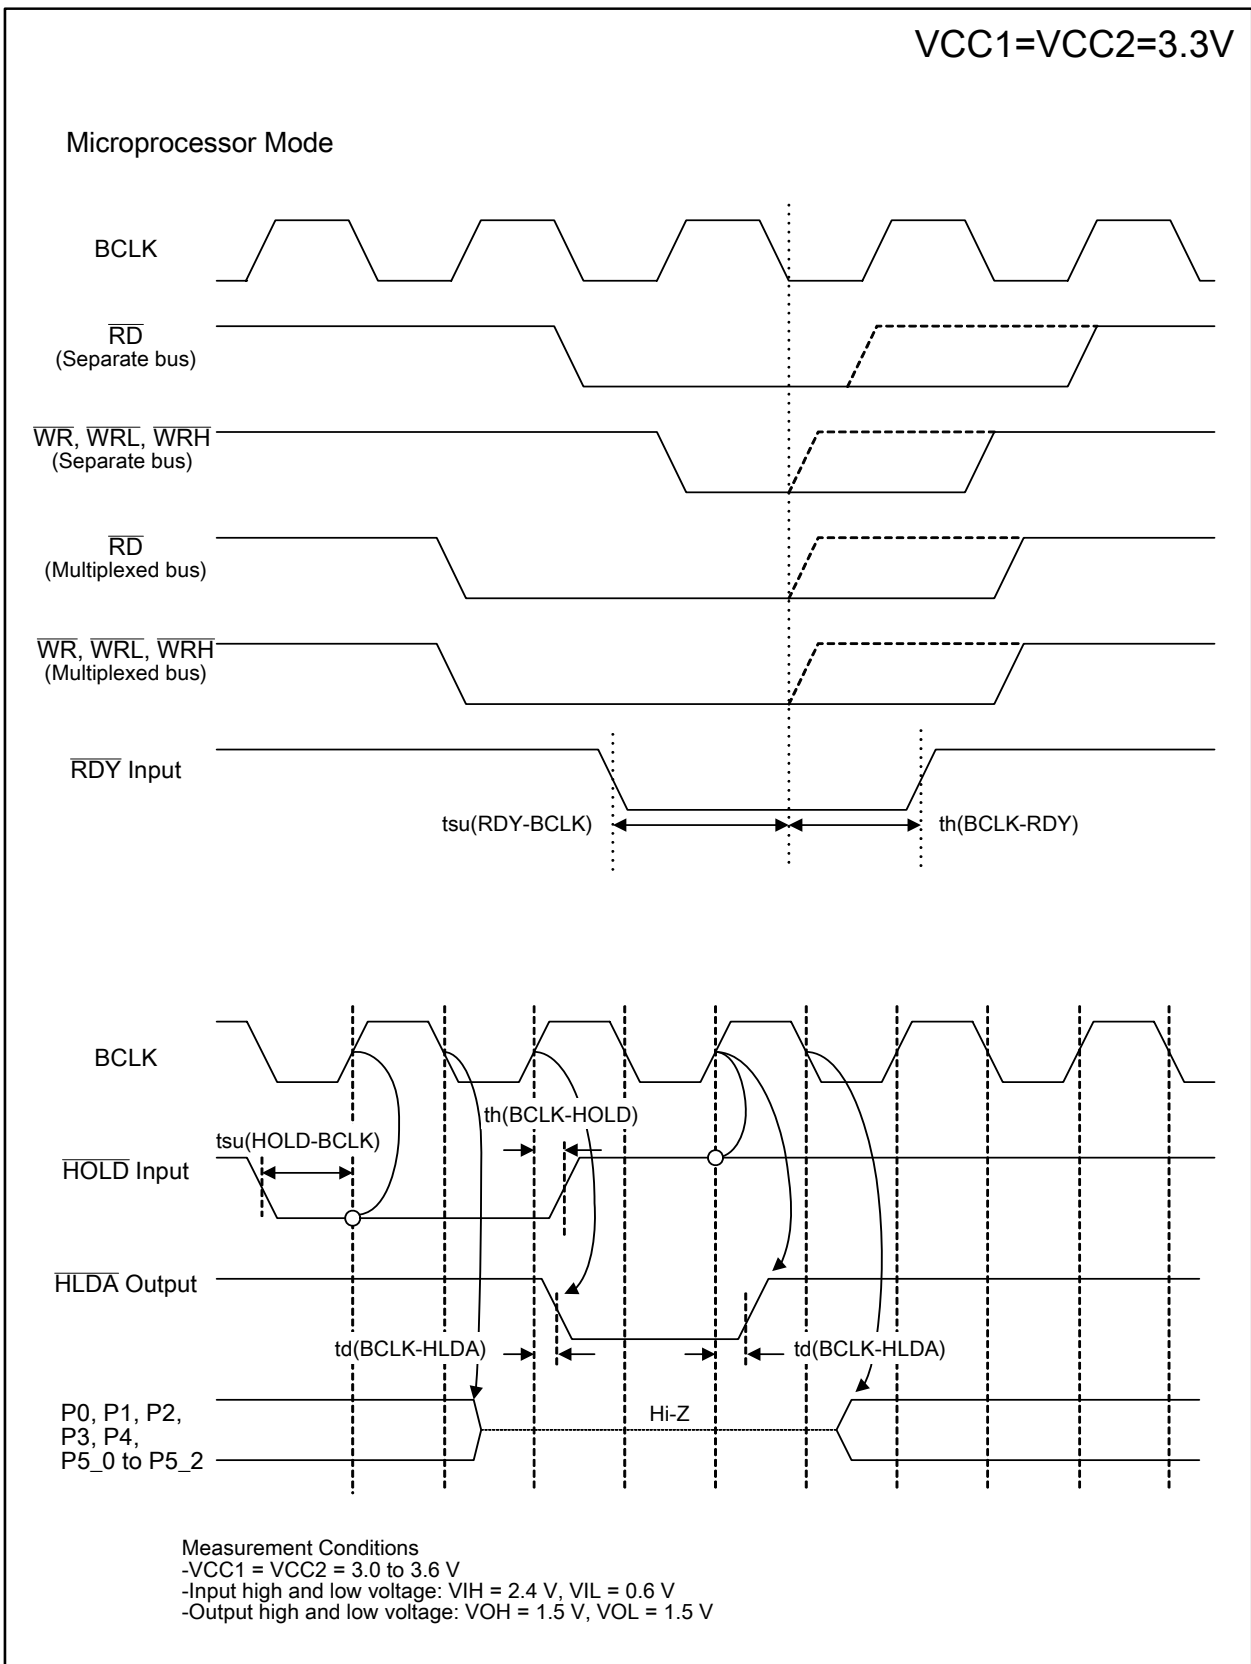 VCC1=VCC2=3.3V
Microprocessor Mode
BCLK
RD
(Separate bus)
WR, WRL, WRH
(Separate bus)
RD
(Multiplexed bus)
WR, WRL, WRH
(Multiplexed bus)
RDY Input
tsu(RDY-BCLK)
th(BCLK-RDY)
BCLK
th(BCLK-HOLD)
tsu(HOLD-BCLK)
HOLD Input
HLDA Output
td(BCLK-HLDA)
td(BCLK-HLDA)
P0, P1, P2,
P3, P4,
P5_0 to P5_2
Hi-Z
Measurement Conditions
-VCC1 = VCC2 = 3.0 to 3.6 V
-Input high and low voltage: VIH = 2.4 V, VIL = 0.6 V
-Output high and low voltage: VOH = 1.5 V, VOL = 1.5 V